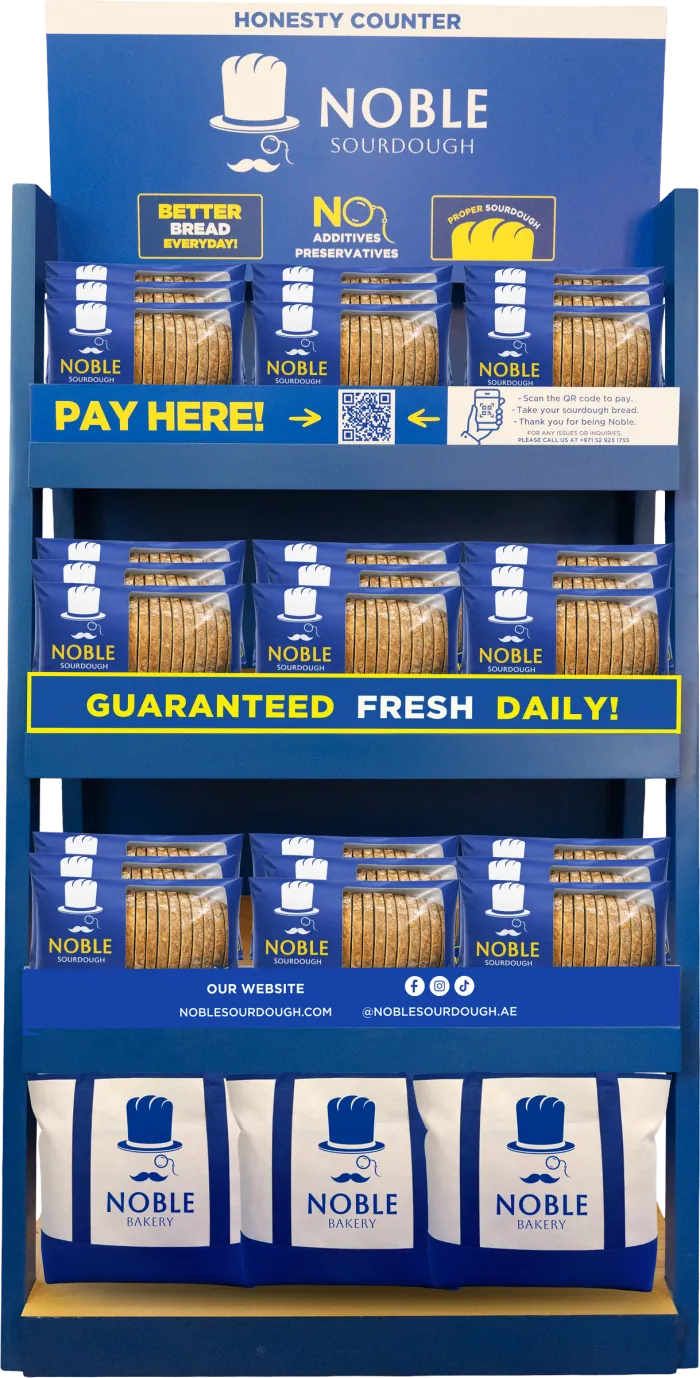 HONESTY COUNTER
NOBLE
SOURDOUGH
BETTER
BREAD
EVERYDAY!
NO
ADDITIVES
PRESERVATIVES
PROPER SOURDOUGH
NOBLE
SOURDOUGH
NOBLE
SOURDOUGH
NOBLE
SOURDOUGH
PAY HERE!
- Scan the QR code to pay.
- Take your sourdough bread.
- Thank you for being Noble.
FOR ANY ISSUES OR INQUIRIES,
PLEASE CALL US AT +971 52 923 1755
NOBLE
SOURDOUGH
NOBLE
SOURDOUGH
NOBLE
SOURDOUGH
GUARANTEED FRESH DAILY!
NOBLE
SOURDOUGH
NOBLE
SOURDOUGH
NOBLE
SOURDOUGH
OUR WEBSITE
NOBLESOURDOUGH.COM
@NOBLESOURDOUGH.AE
NOBLE
BAKERY
NOBLE
BAKERY
NOBLE
BAKERY